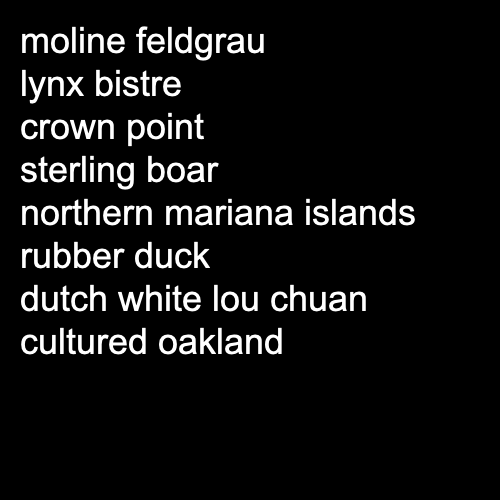 moline feldgrau
lynx bistre
crown point
sterling boar
northern mariana islands
rubber duck
dutch white lou chuan
cultured oakland